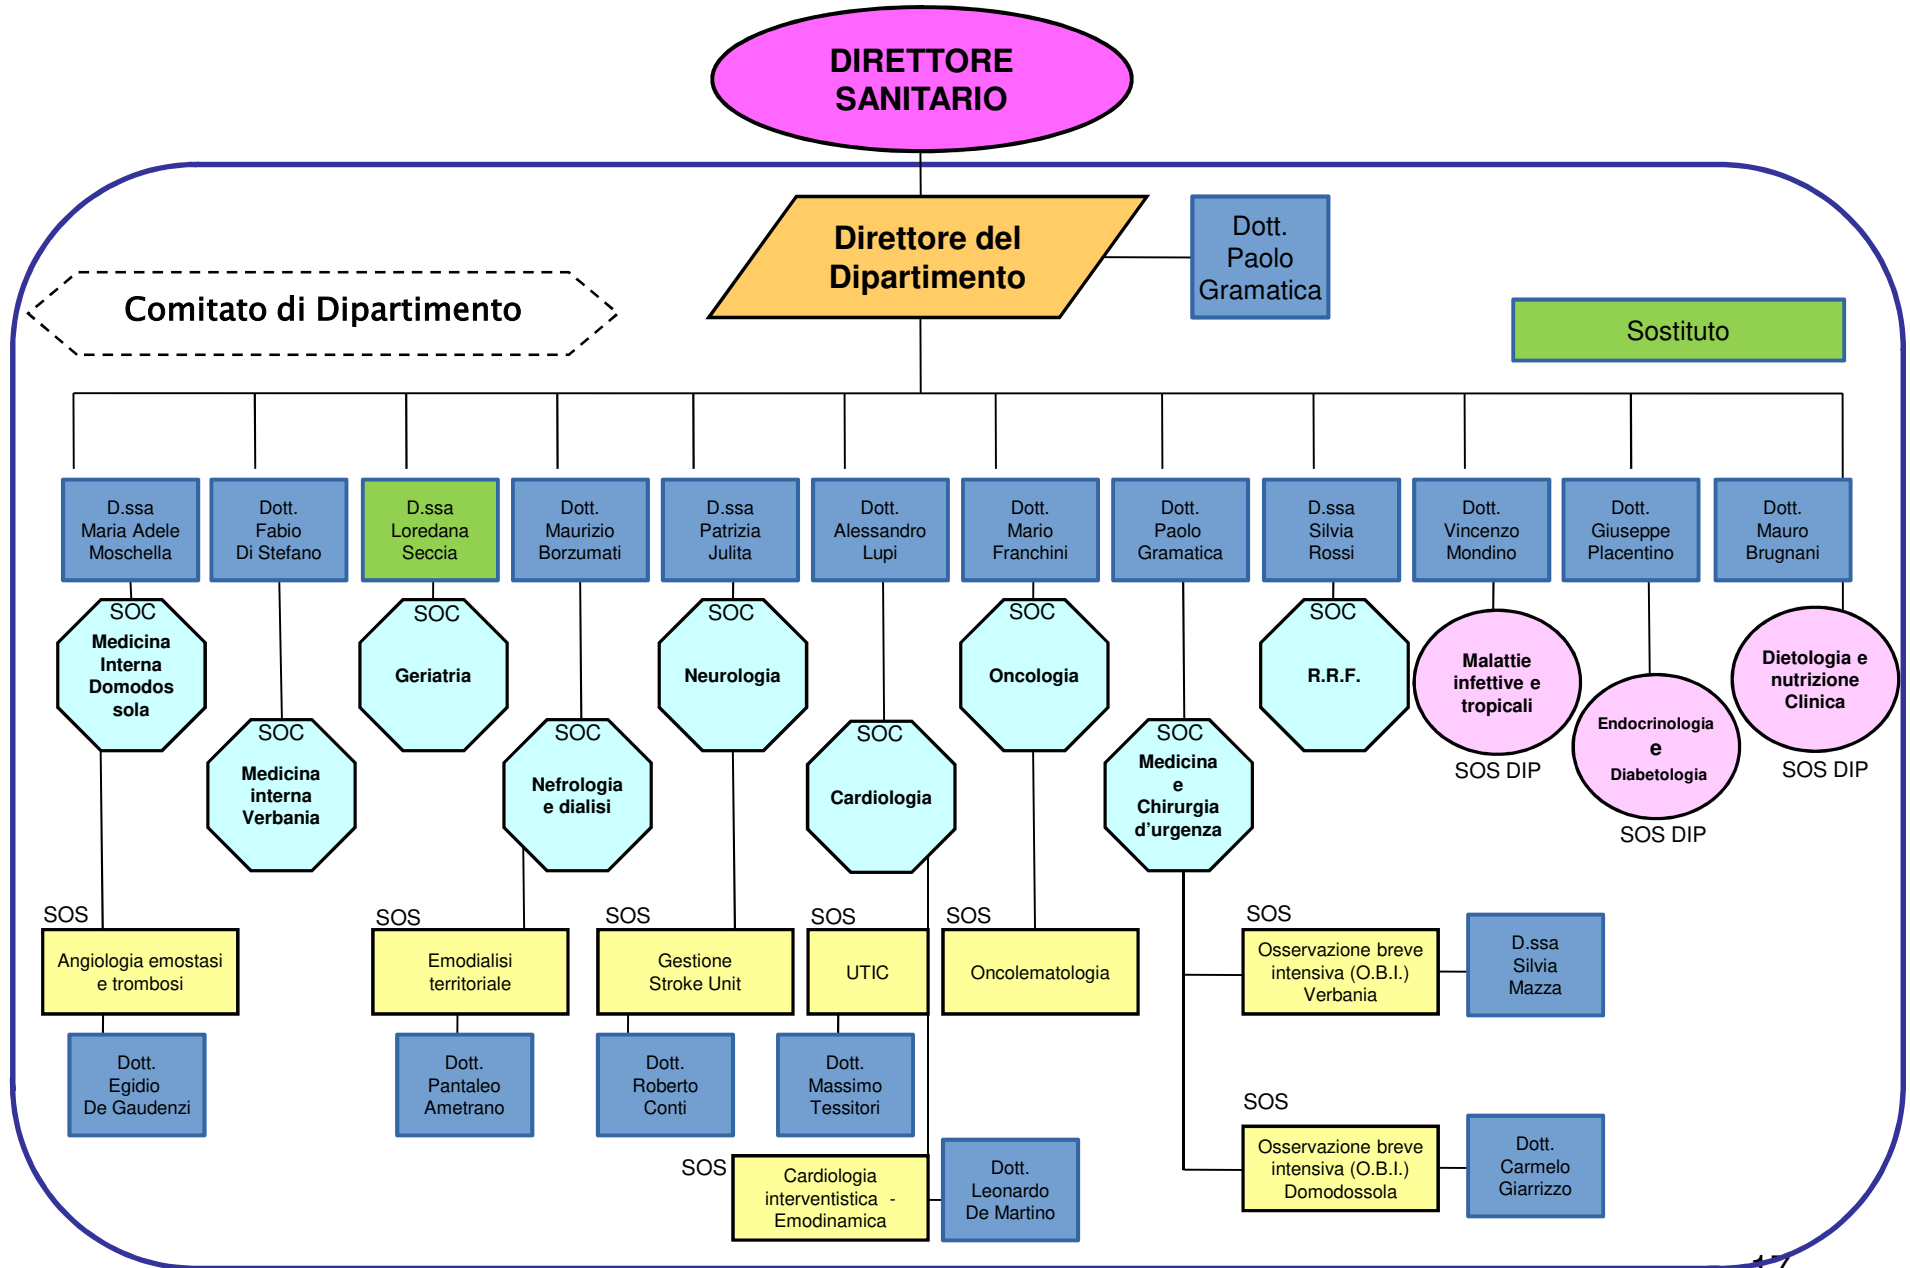 DIRETTORE
SANITARIO
Direttore del
Dipartimento
Dott.
Paolo
Gramatica
Comitato di Dipartimento
Sostituto
D.ssa
Maria Adele
Moschella
Dott.
Fabio
Di Stefano
D.ssa
Loredana
Seccia
Dott.
Maurizio
Borzumati
D.ssa
Patrizia
Julita
Dott.
Alessandro
Lupi
Dott.
Mario
Franchini
Dott.
Paolo
Gramatica
D.ssa
Silvia
Rossi
Dott.
Vincenzo
Mondino
Dott.
Giuseppe
Placentino
Dott.
Mauro
Brugnani
SOC
Medicina
Interna
Domodos
sola
SOC
Medicina
interna
Verbania
SOC
Geriatria
SOC
Nefrologia
e dialisi
SOC
Neurologia
SOC
Cardiologia
SOC
Oncologia
SOC
Medicina
e
Chirurgia
d'urgenza
SOC
R.R.F.
Malattie
infettive e
tropicali
SOS DIP
Endocrinologia
e
Diabetologia
SOS DIP
Dietologia e
nutrizione
Clinica
SOS DIP
SOS
Angiologia emostasi
e trombosi
Dott.
Egidio
De Gaudenzi
SOS
Emodialisi
territoriale
Dott.
Pantaleo
Ametrano
SOS
Gestione
Stroke Unit
Dott.
Roberto
Conti
SOS
UTIC
Dott.
Massimo
Tessitori
SOS
Oncolematologia
SOS
Osservazione breve
intensiva (O.B.I.)
Verbania
D.ssa
Silvia
Mazza
SOS
Osservazione breve
intensiva (O.B.I.)
Domodossola
Dott.
Carmelo
Giarrizzo
SOS
Cardiologia
interventistica -
Emodinamica
Dott.
Leonardo
De Martino
17